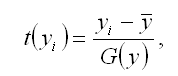 t(yᵢ) = (yᵢ − y̅) / G(y) ,